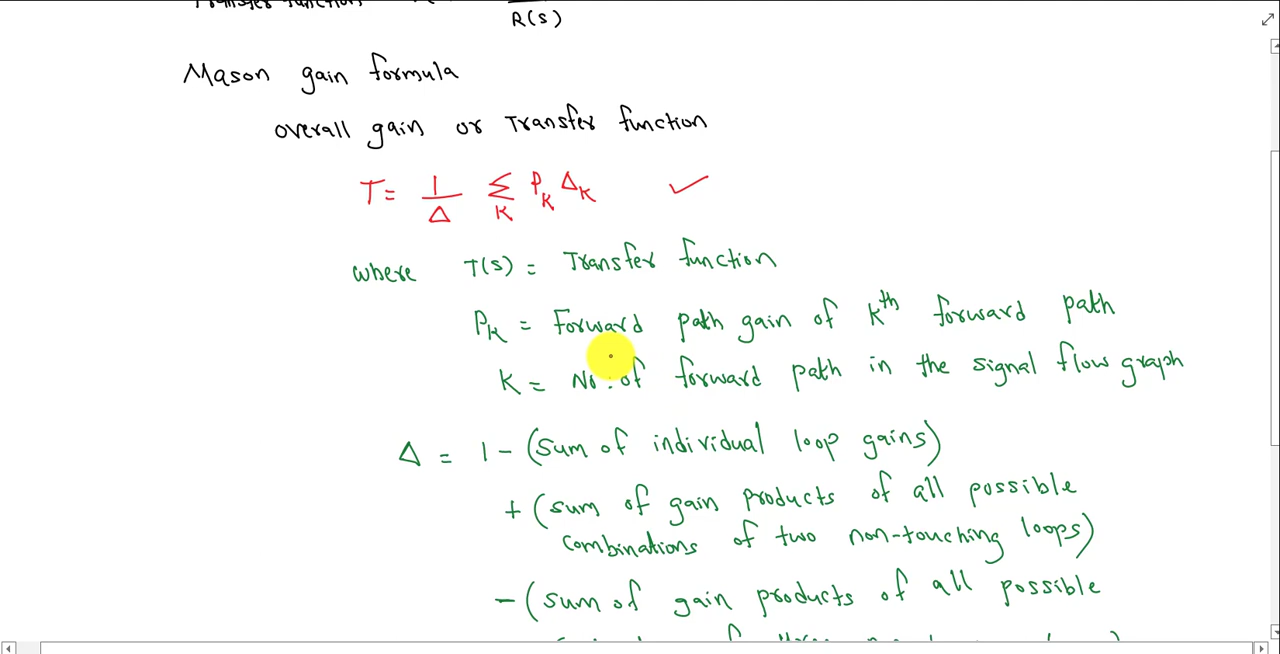 Transfer function
R(s)
Mason gain formula
overall gain or Transfer function
T = 1/Δ Σ_K P_K Δ_K ✓
where T(s) = Transfer function
P_K = Forward path gain of K^th forward path
K = No. of forward path in the signal flow graph
Δ = 1 - (sum of individual loop gains)
+ (sum of gain products of all possible
combinations of two non-touching loops)
- (sum of gain products of all possible